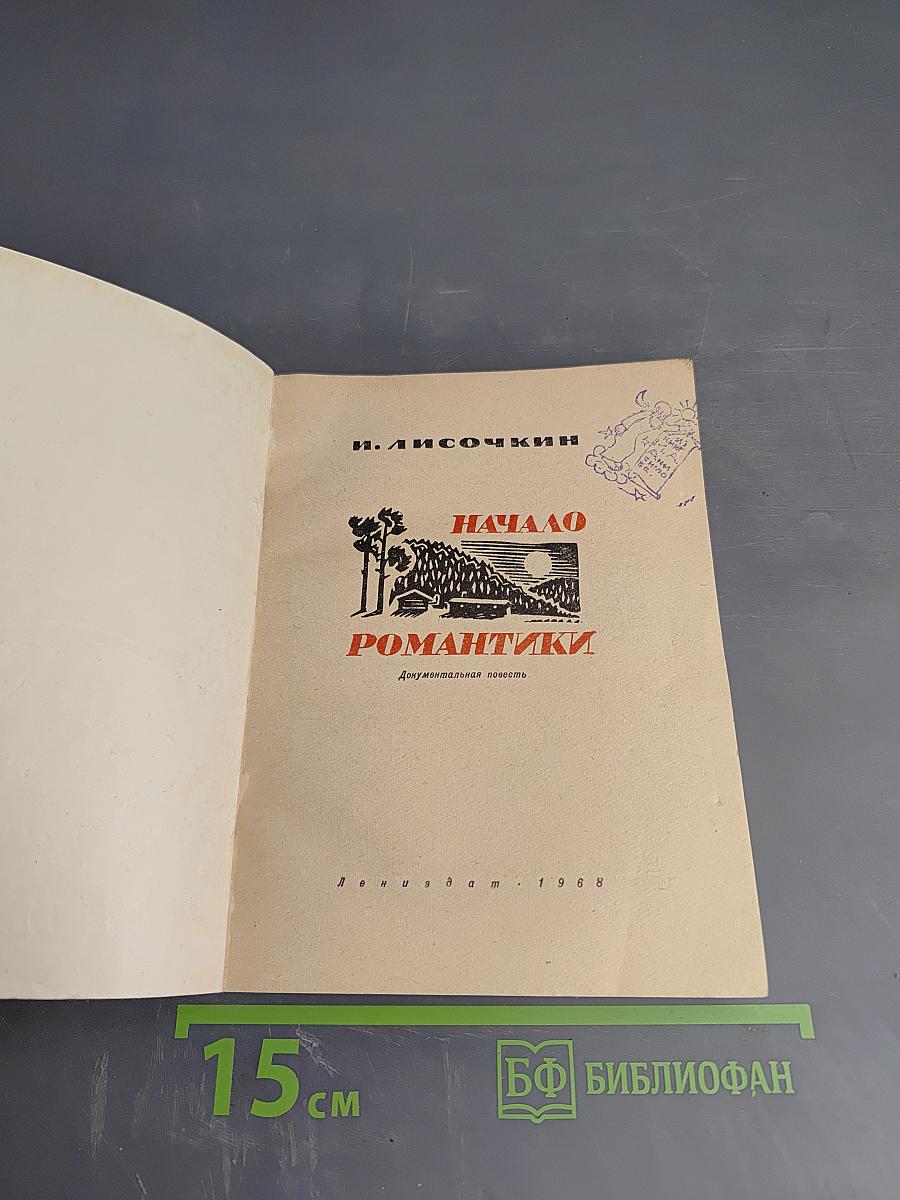 И. ЛИСОЧКИН
НАЧАЛО
РОМАНТИКИ
Документальная повесть
Лениздат · 1968
15 см
БФ БИБЛИОФАН